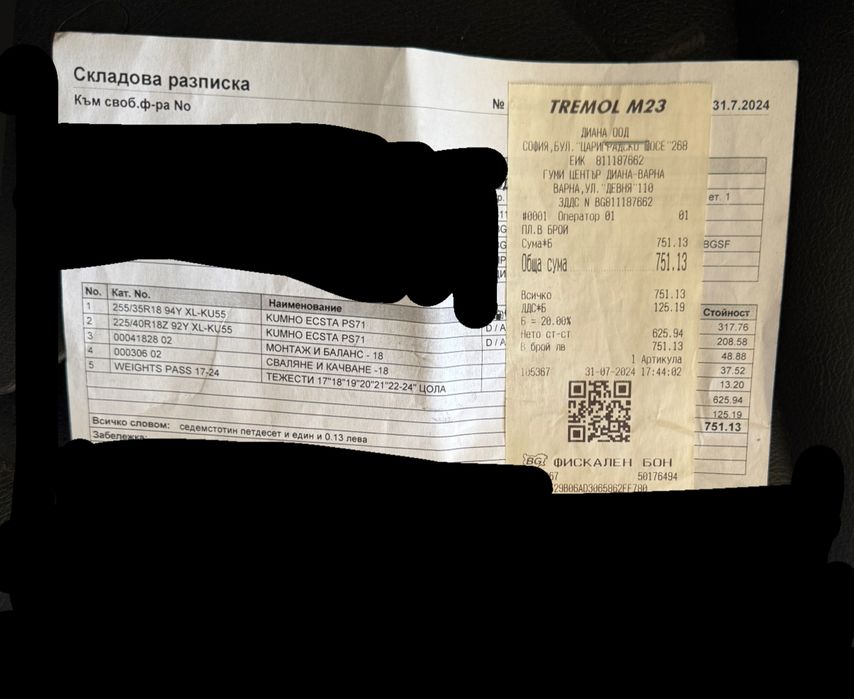 Складова разписка
Към своб.ф-ра No
№
31.7.2024
TREMOL M23
ДИАНА ООД
СОФИЯ,БУЛ."ЦАРИГРАДСКО ШОСЕ"268
ЕИК 811187662
ГУМИ ЦЕНТЪР ДИАНА-ВАРНА
ВАРНА,УЛ."ДЕВНЯ"110
ЗДДС N BG811187662
#0001 Оператор 01 01
ПЛ.В БРОЙ
Сума*Б 751.13
Обща сума 751.13
Всичко 751.13
ДДС*Б 125.19
Б = 20.00%
Нето ст-ст 625.94
В брой лв 751.13
1 Артикула
105367 31-07-2024 17:44:02
BG ФИСКАЛЕН БОН
50176494
ет. 1
BGSF
No. Кат. No. Наименование Стойност
1 255/35R18 94Y XL-KU55 KUMHO ECSTA PS71 D / A 317.76
2 225/40R18Z 92Y XL-KU55 KUMHO ECSTA PS71 D / A 208.58
3 00041828 02 МОНТАЖ И БАЛАНС - 18 48.88
4 000306 02 СВАЛЯНЕ И КАЧВАНЕ -18 37.52
5 WEIGHTS PASS 17-24 ТЕЖЕСТИ 17"18"19"20"21"22-24" ЦОЛА 13.20
625.94
125.19
751.13
Всичко словом: седемстотин петдесет и един и 0.13 лева
Забележка: